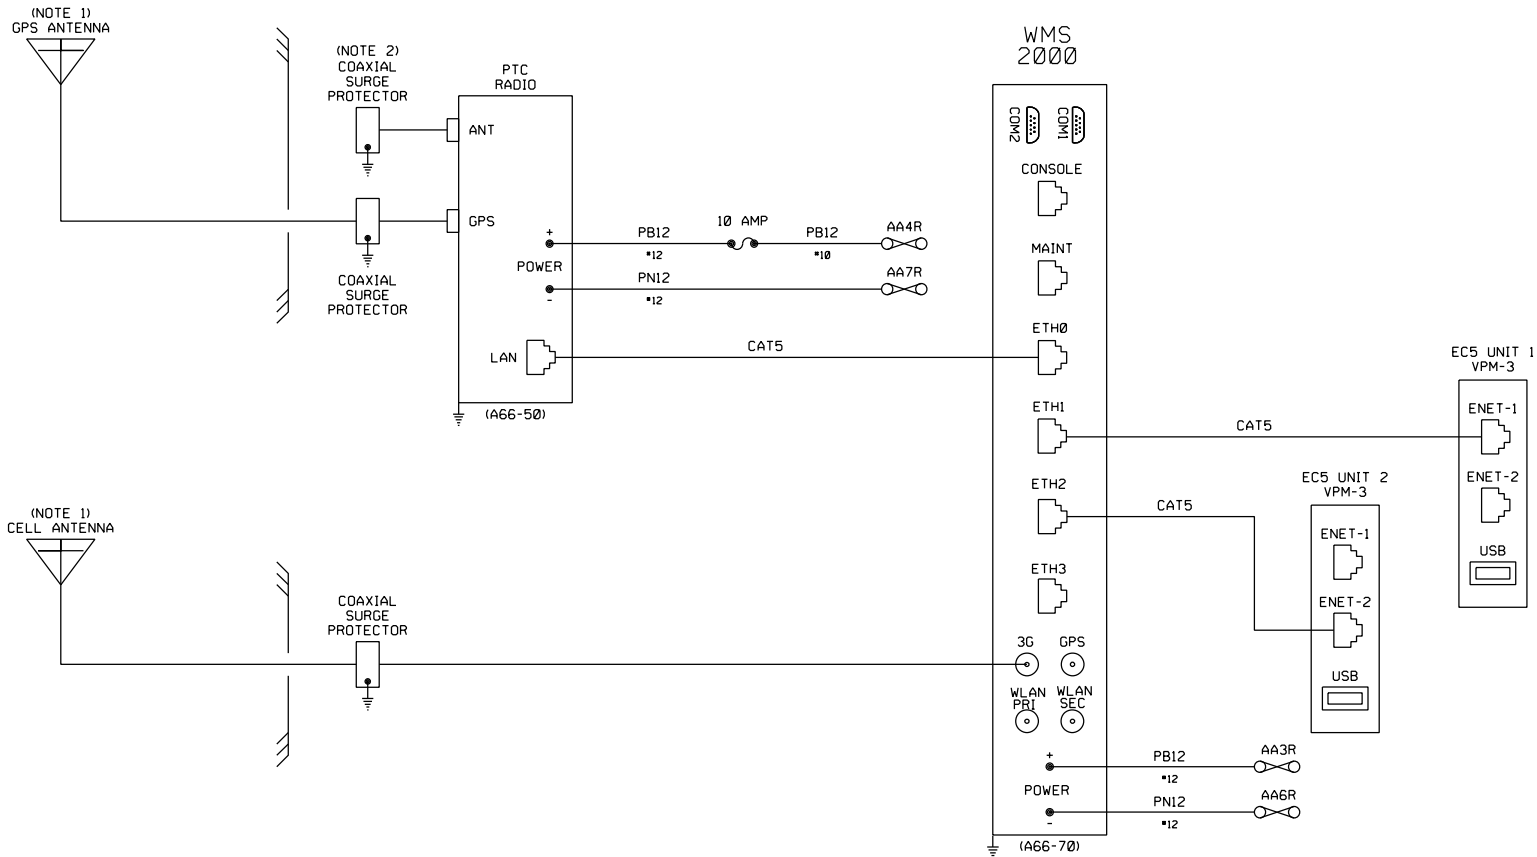 (NOTE 1)
GPS ANTENNA
(NOTE 2)
COAXIAL
SURGE
PROTECTOR
PTC
RADIO
ANT
GPS
COAXIAL
SURGE
PROTECTOR
+
POWER
-
PB12
"12
10 AMP
PB12
"10
AA4R
PN12
"12
AA7R
LAN
CAT5
(A66-50)
WMS
2000
COM2
COM1
CONSOLE
MAINT
ETH0
ETH1
CAT5
ETH2
CAT5
ETH3
3G
GPS
WLAN
PRI
WLAN
SEC
+
POWER
-
PB12
"12
AA3R
PN12
"12
AA6R
(A66-70)
EC5 UNIT 1
VPM-3
ENET-1
ENET-2
USB
EC5 UNIT 2
VPM-3
ENET-1
ENET-2
USB
(NOTE 1)
CELL ANTENNA
COAXIAL
SURGE
PROTECTOR